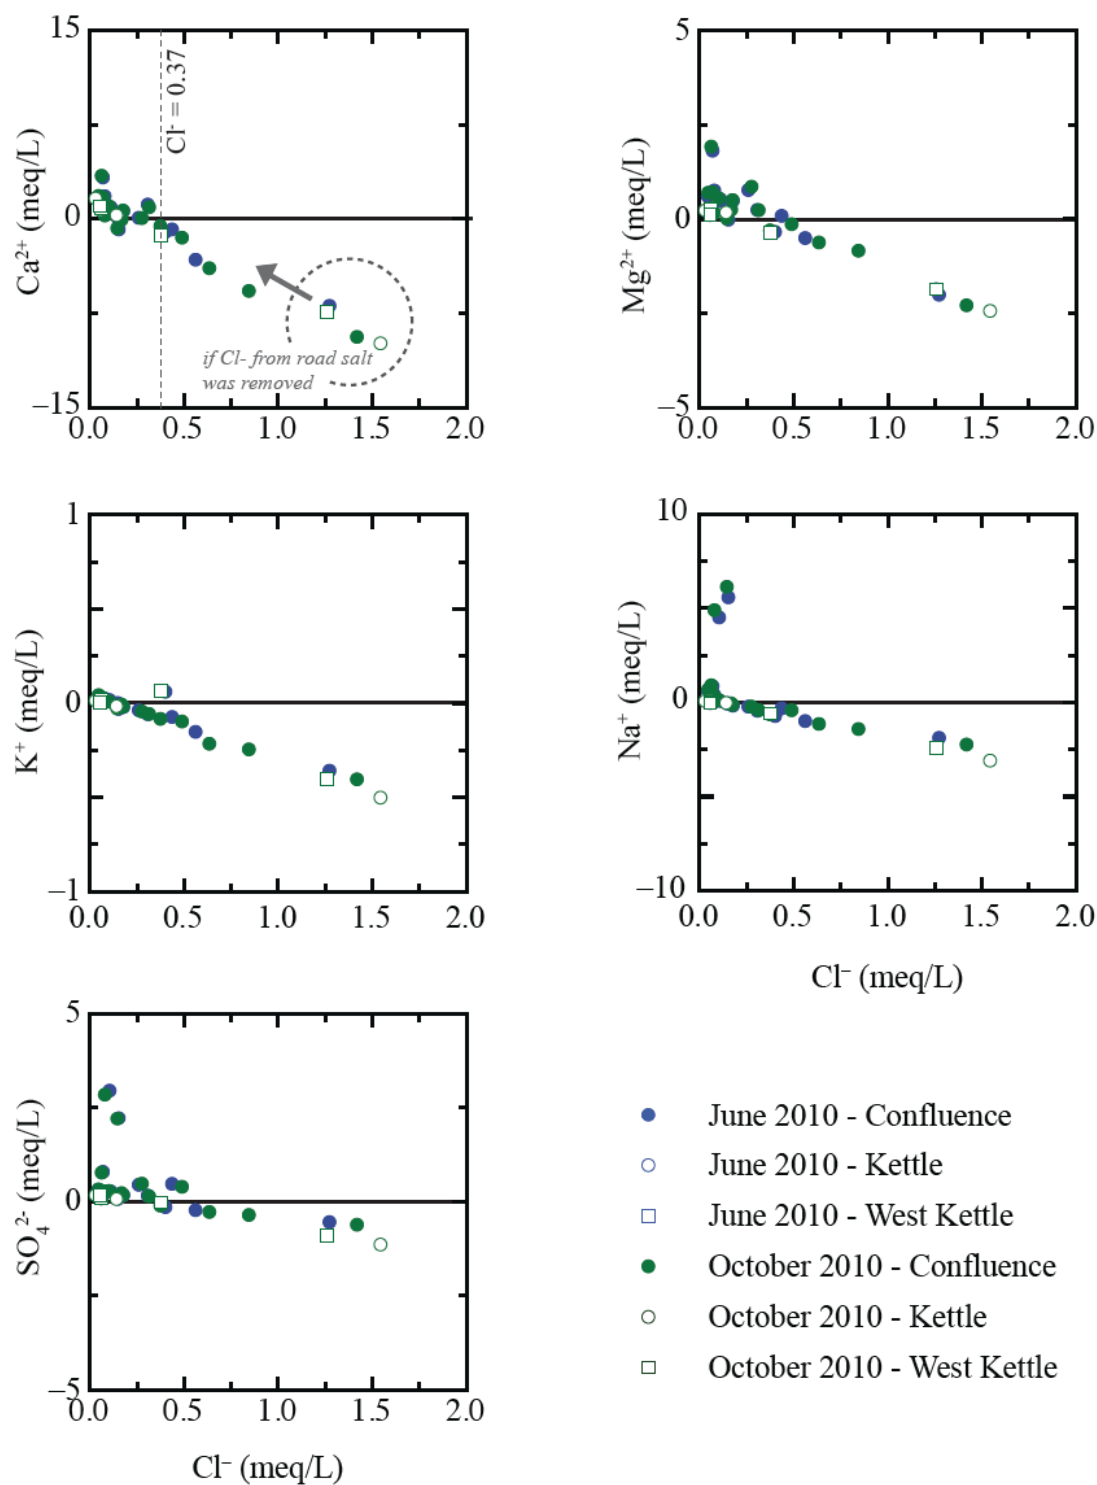 15
7.5
0
−15
Ca²⁺ (meq/L)
Cl⁻ = 0.37
if Cl- from road salt
was removed
0.0 0.5 1.0 1.5 2.0
5
0
−5
Mg²⁺ (meq/L)
0.0 0.5 1.0 1.5 2.0
1
0
−1
K⁺ (meq/L)
0.0 0.5 1.0 1.5 2.0
10
0
−10
Na⁺ (meq/L)
0.0 0.5 1.0 1.5 2.0
Cl⁻ (meq/L)
5
0
−5
SO₄²⁻ (meq/L)
0.0 0.5 1.0 1.5 2.0
Cl⁻ (meq/L)
June 2010 - Confluence
June 2010 - Kettle
June 2010 - West Kettle
October 2010 - Confluence
October 2010 - Kettle
October 2010 - West Kettle